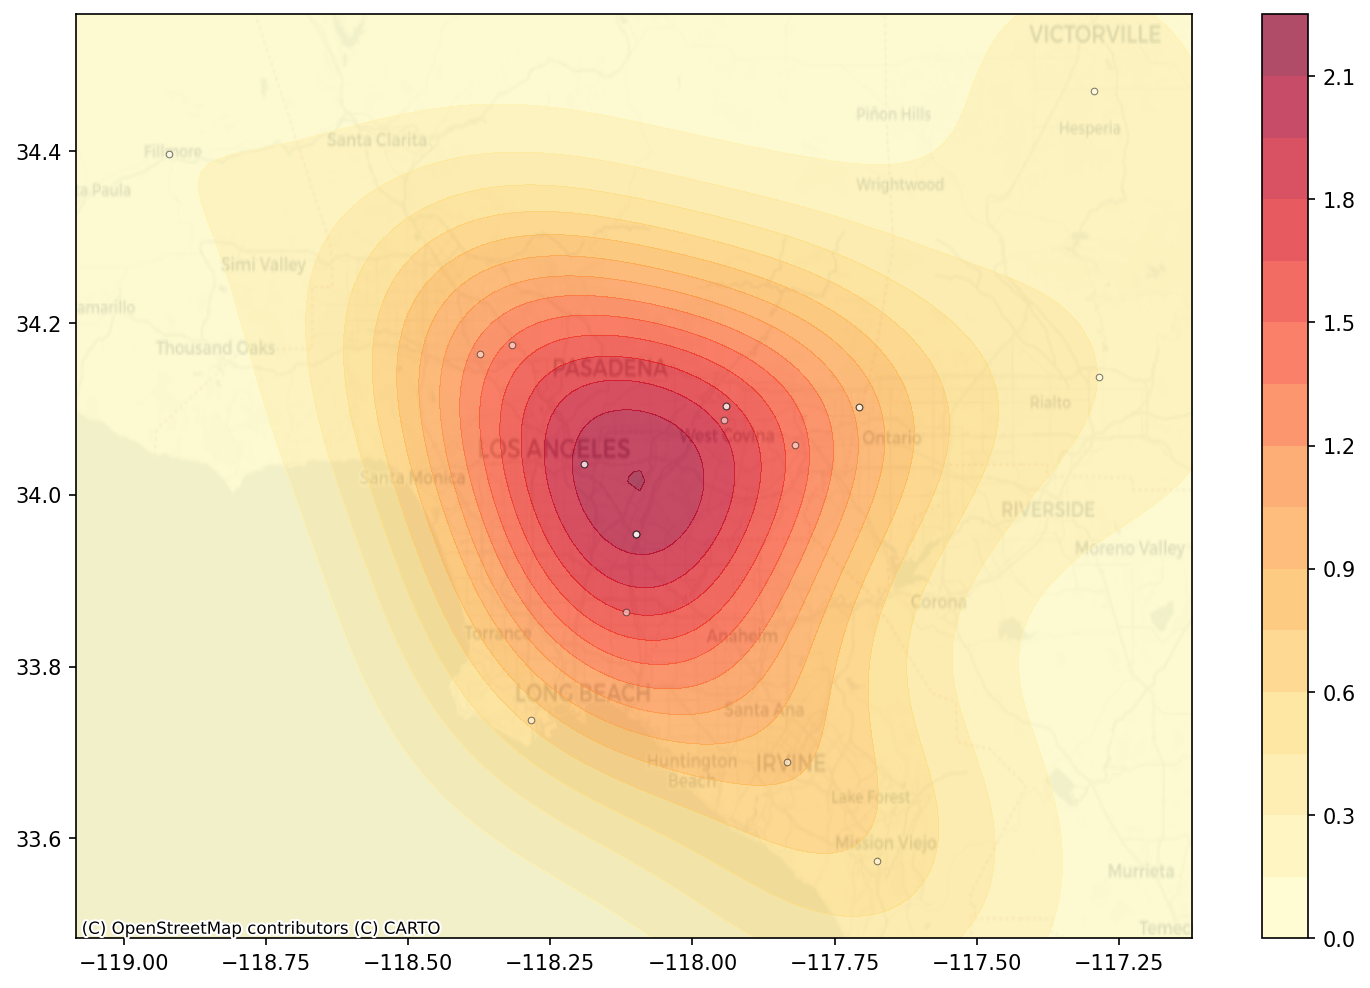 VICTORVILLE
Piñon Hills
Hesperia
Santa Clarita
Fillmore
a Paula
Wrightwood
Simi Valley
amarillo
Thousand Oaks
PASADENA
Rialto
West Covina
Ontario
LOS ANGELES
Santa Monica
RIVERSIDE
Moreno Valley
Corona
Torrance
Anaheim
LONG BEACH
Santa Ana
Huntington
Beach
IRVINE
Lake Forest
Mission Viejo
Murrieta
Temec
(C) OpenStreetMap contributors (C) CARTO
34.4
34.2
34.0
33.8
33.6
−119.00 −118.75 −118.50 −118.25 −118.00 −117.75 −117.50 −117.25
2.1
1.8
1.5
1.2
0.9
0.6
0.3
0.0